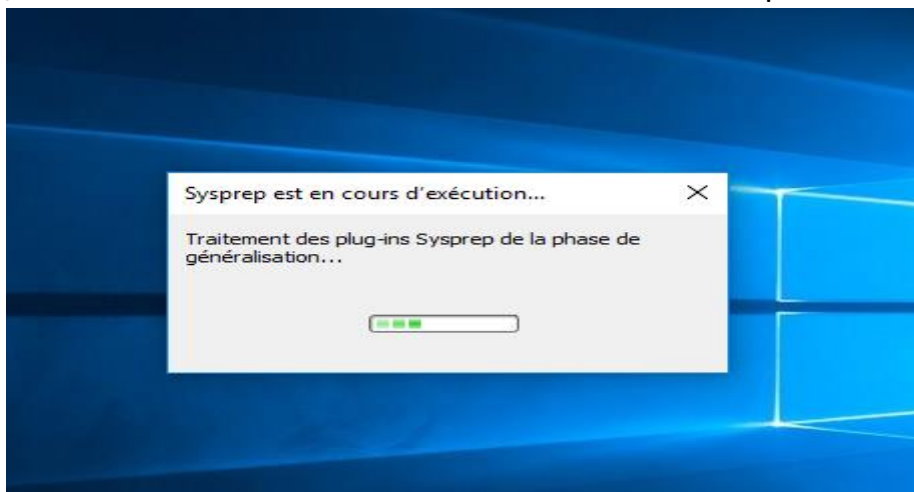 Sysprep est en cours d'exécution...
Traitement des plug-ins Sysprep de la phase de
généralisation...